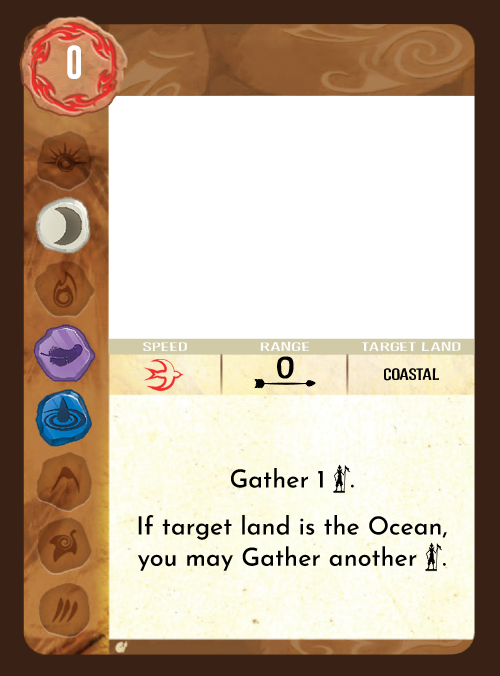 0
SPEED RANGE TARGET LAND
0 COASTAL
Gather 1 .
If target land is the Ocean,
you may Gather another .